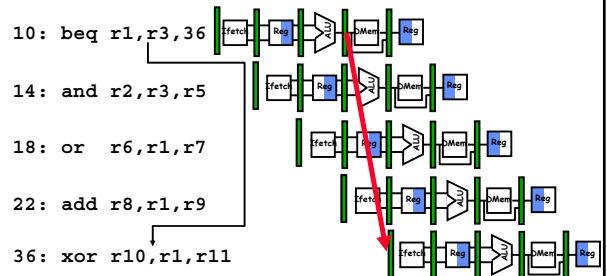 10: beq r1,r3,36 Ifetch Reg ALU DMem Reg
14: and r2,r3,r5 Ifetch Reg ALU DMem Reg
18: or r6,r1,r7 Ifetch Reg ALU DMem Reg
22: add r8,r1,r9 Ifetch Reg ALU DMem Reg
36: xor r10,r1,r11 Ifetch Reg ALU DMem Reg